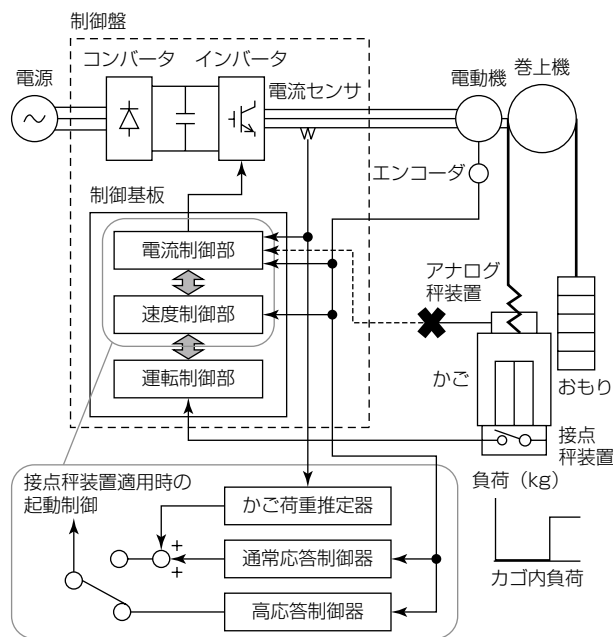 制御盤
コンバータ
インバータ
電源
電流センサ
電動機
巻上機
エンコーダ
制御基板
電流制御部
速度制御部
運転制御部
アナログ
秤装置
かご
おもり
接点
秤装置
接点秤装置適用時の
起動制御
かご荷重推定器
+
+
通常応答制御器
高応答制御器
負荷（kg）
カゴ内負荷